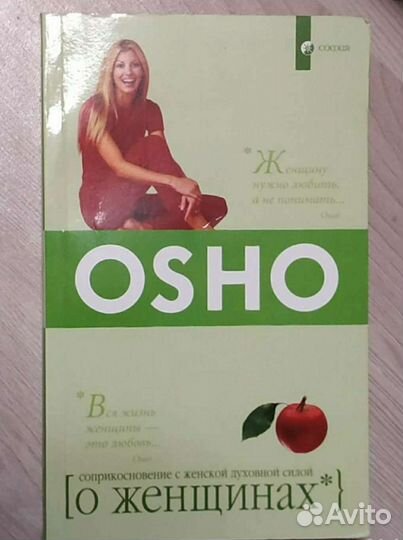 СОФИЯ
*Женщину
нужно любить,
а не понимать...
Ошо
OSHO
*Вся жизнь
женщины —
это любовь...
Ошо
соприкосновение с женской духовной силой
[о женщинах*}
Avito